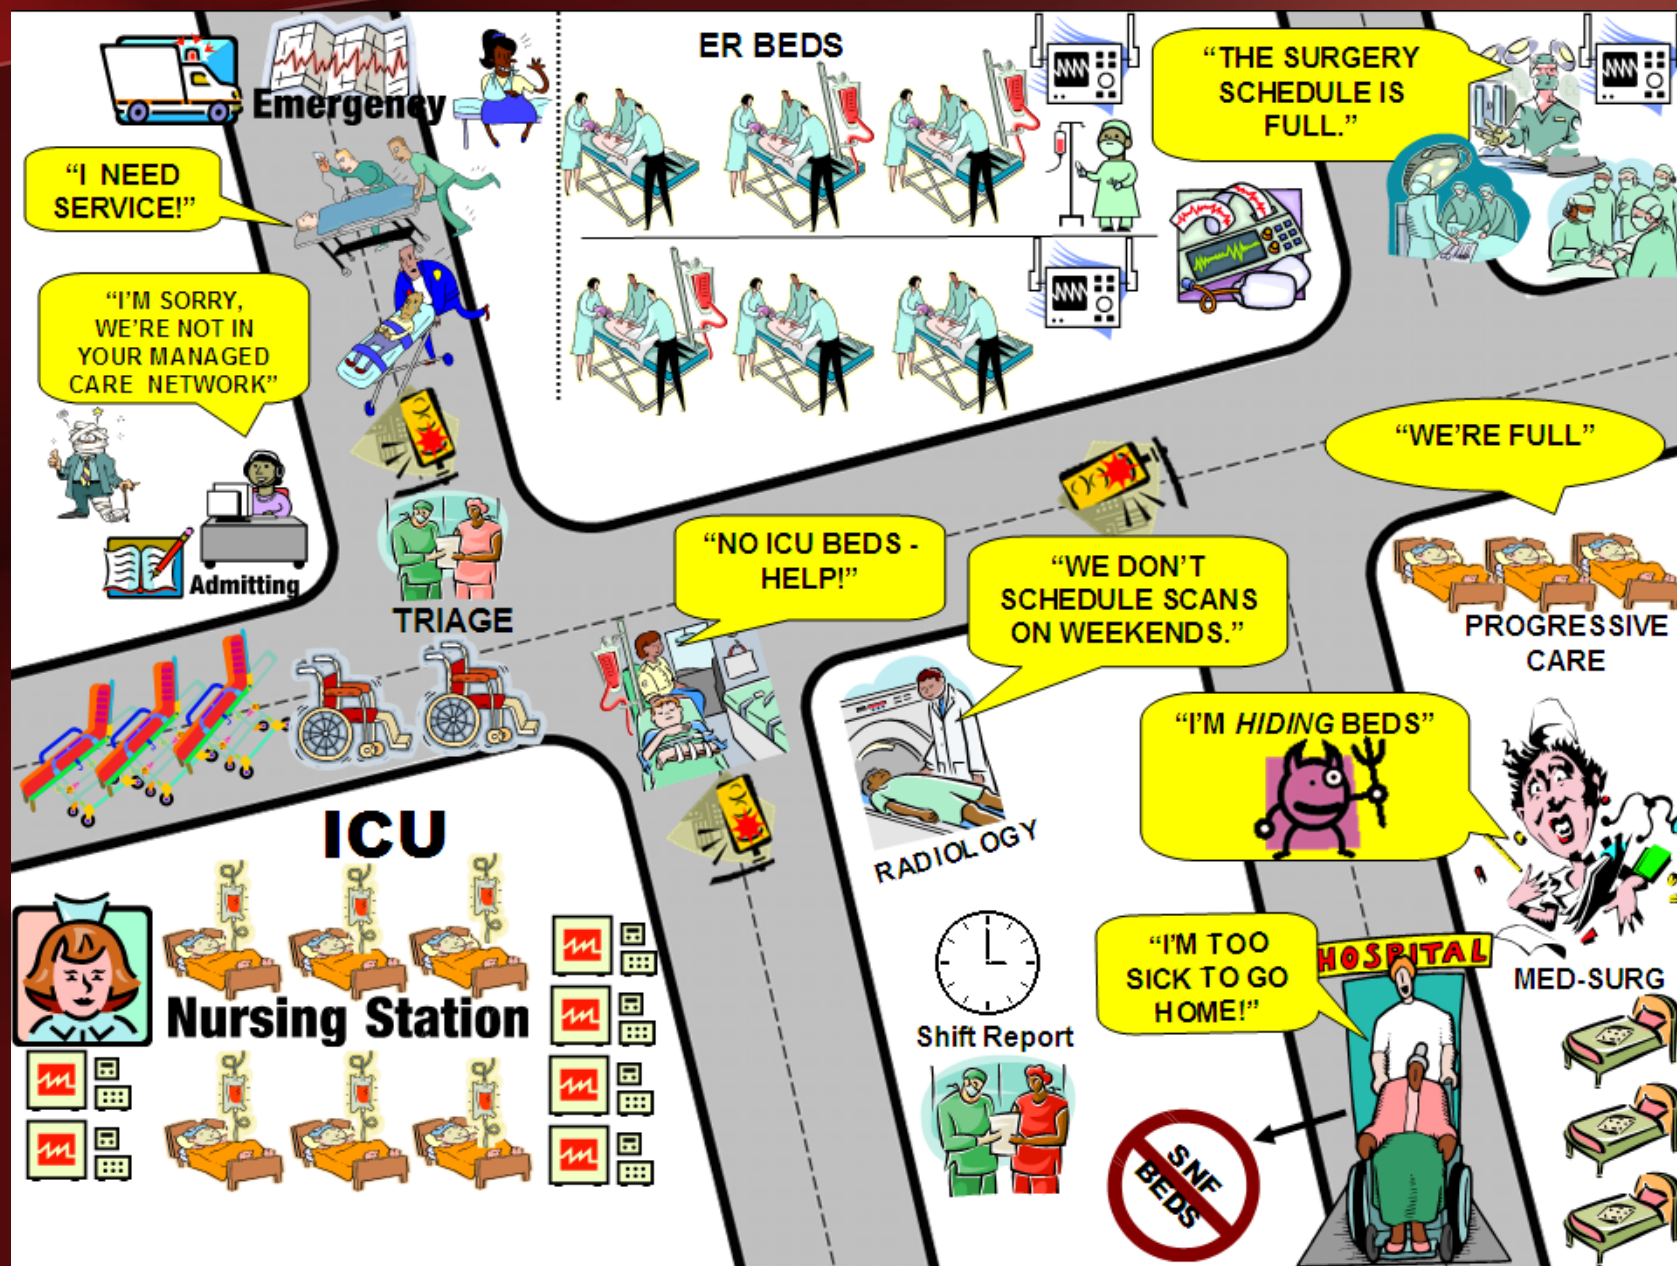 ER BEDS
Emergency
“THE SURGERY
SCHEDULE IS
FULL.”
“I NEED
SERVICE!”
“I’M SORRY,
WE’RE NOT IN
YOUR MANAGED
CARE NETWORK”
Admitting
TRIAGE
“WE’RE FULL”
“NO ICU BEDS -
HELP!”
“WE DON’T
SCHEDULE SCANS
ON WEEKENDS.”
PROGRESSIVE
CARE
“I’M HIDING BEDS”
RADIOLOGY
ICU
Nursing Station
Shift Report
“I’M TOO
SICK TO GO
HOME!”
HOSPITAL
MED-SURG
SNF
BEDS